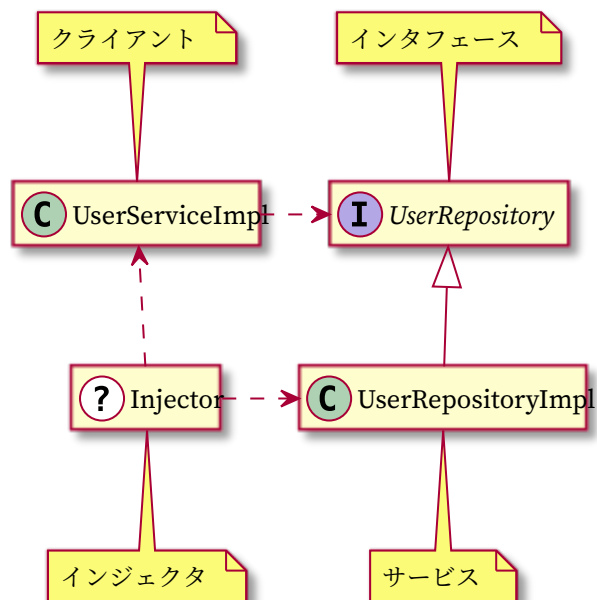 クライアント
インタフェース
C UserServiceImpl
I UserRepository
? Injector
C UserRepositoryImpl
インジェクタ
サービス